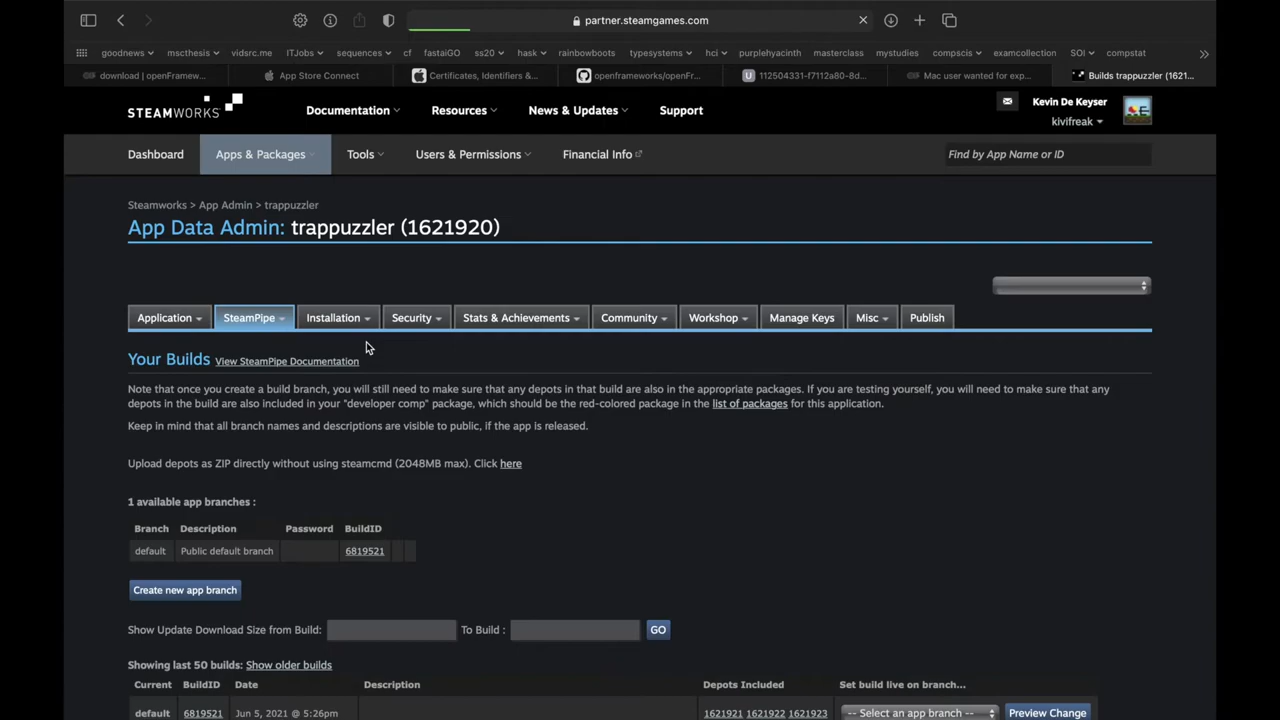 partner.steamgames.com
goodnews mscthesis vidsrc.me ITJobs sequences cf fastaiGO ss20 hask rainbowboots typesystems hci purplehyacinth masterclass mystudies compscis examcollection SOI compstat
download | openFramew... App Store Connect Certificates, Identifiers &... openframeworks/openFr... 112504331-f7112a80-8d... Mac user wanted for exp... Builds trappuzzler (1621...
STEAMWORKS Documentation Resources News & Updates Support Kevin De Keyser
kivifreak
Dashboard Apps & Packages Tools Users & Permissions Financial Info Find by App Name or ID
Steamworks > App Admin > trappuzzler
App Data Admin: trappuzzler (1621920)
Application SteamPipe Installation Security Stats & Achievements Community Workshop Manage Keys Misc Publish
Your Builds View SteamPipe Documentation
Note that once you create a build branch, you will still need to make sure that any depots in that build are also in the appropriate packages. If you are testing yourself, you will need to make sure that any
depots in the build are also included in your "developer comp" package, which should be the red-colored package in the list of packages for this application.
Keep in mind that all branch names and descriptions are visible to public, if the app is released.
Upload depots as ZIP directly without using steamcmd (2048MB max). Click here
1 available app branches :
Branch Description Password BuildID
default Public default branch 6819521
Create new app branch
Show Update Download Size from Build: To Build : GO
Showing last 50 builds: Show older builds
Current BuildID Date Description Depots Included Set build live on branch...
default 6819521 Jun 5, 2021 @ 5:26pm 1621921 1621922 1621923 -- Select an app branch -- Preview Change